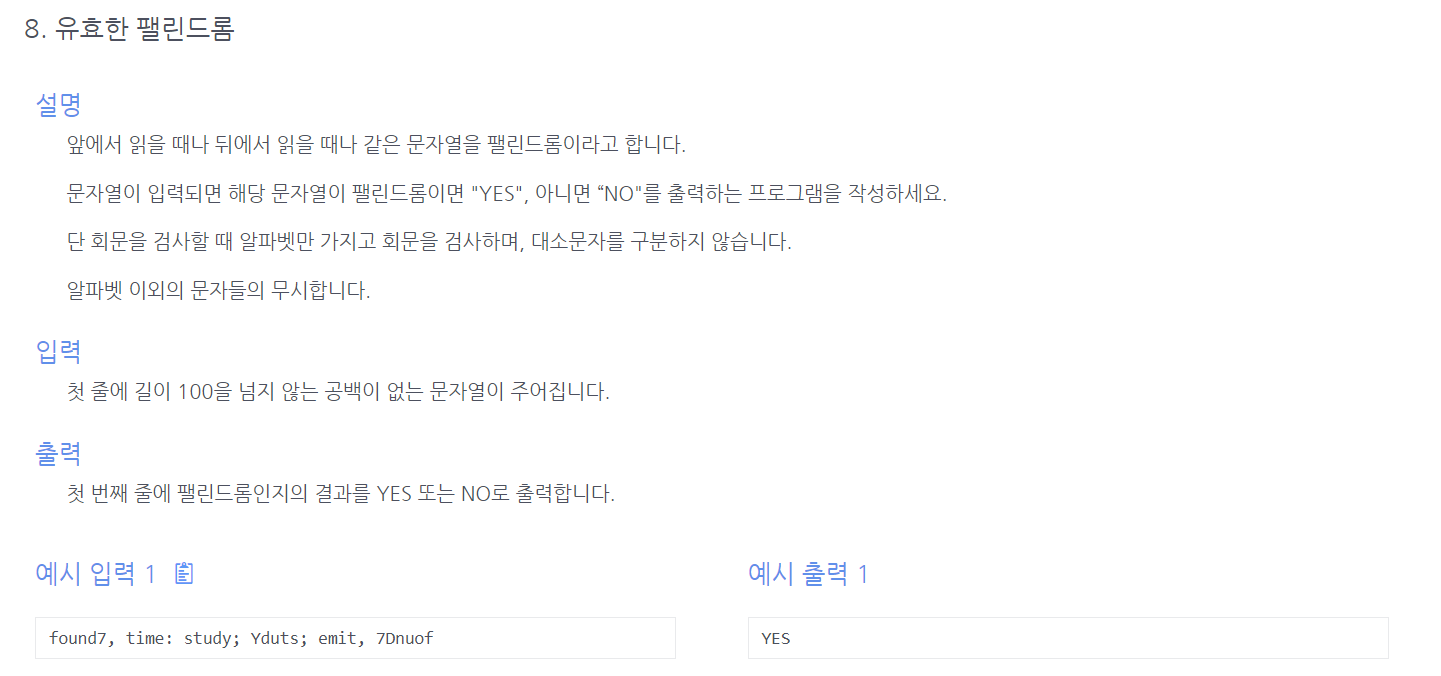 8. 유효한 팰린드롬
설명
앞에서 읽을 때나 뒤에서 읽을 때나 같은 문자열을 팰린드롬이라고 합니다.
문자열이 입력되면 해당 문자열이 팰린드롬이면 "YES", 아니면 “NO"를 출력하는 프로그램을 작성하세요.
단 회문을 검사할 때 알파벳만 가지고 회문을 검사하며, 대소문자를 구분하지 않습니다.
알파벳 이외의 문자들의 무시합니다.
입력
첫 줄에 길이 100을 넘지 않는 공백이 없는 문자열이 주어집니다.
출력
첫 번째 줄에 팰린드롬인지의 결과를 YES 또는 NO로 출력합니다.
예시 입력 1
예시 출력 1
found7, time: study; Yduts; emit, 7Dnuof
YES